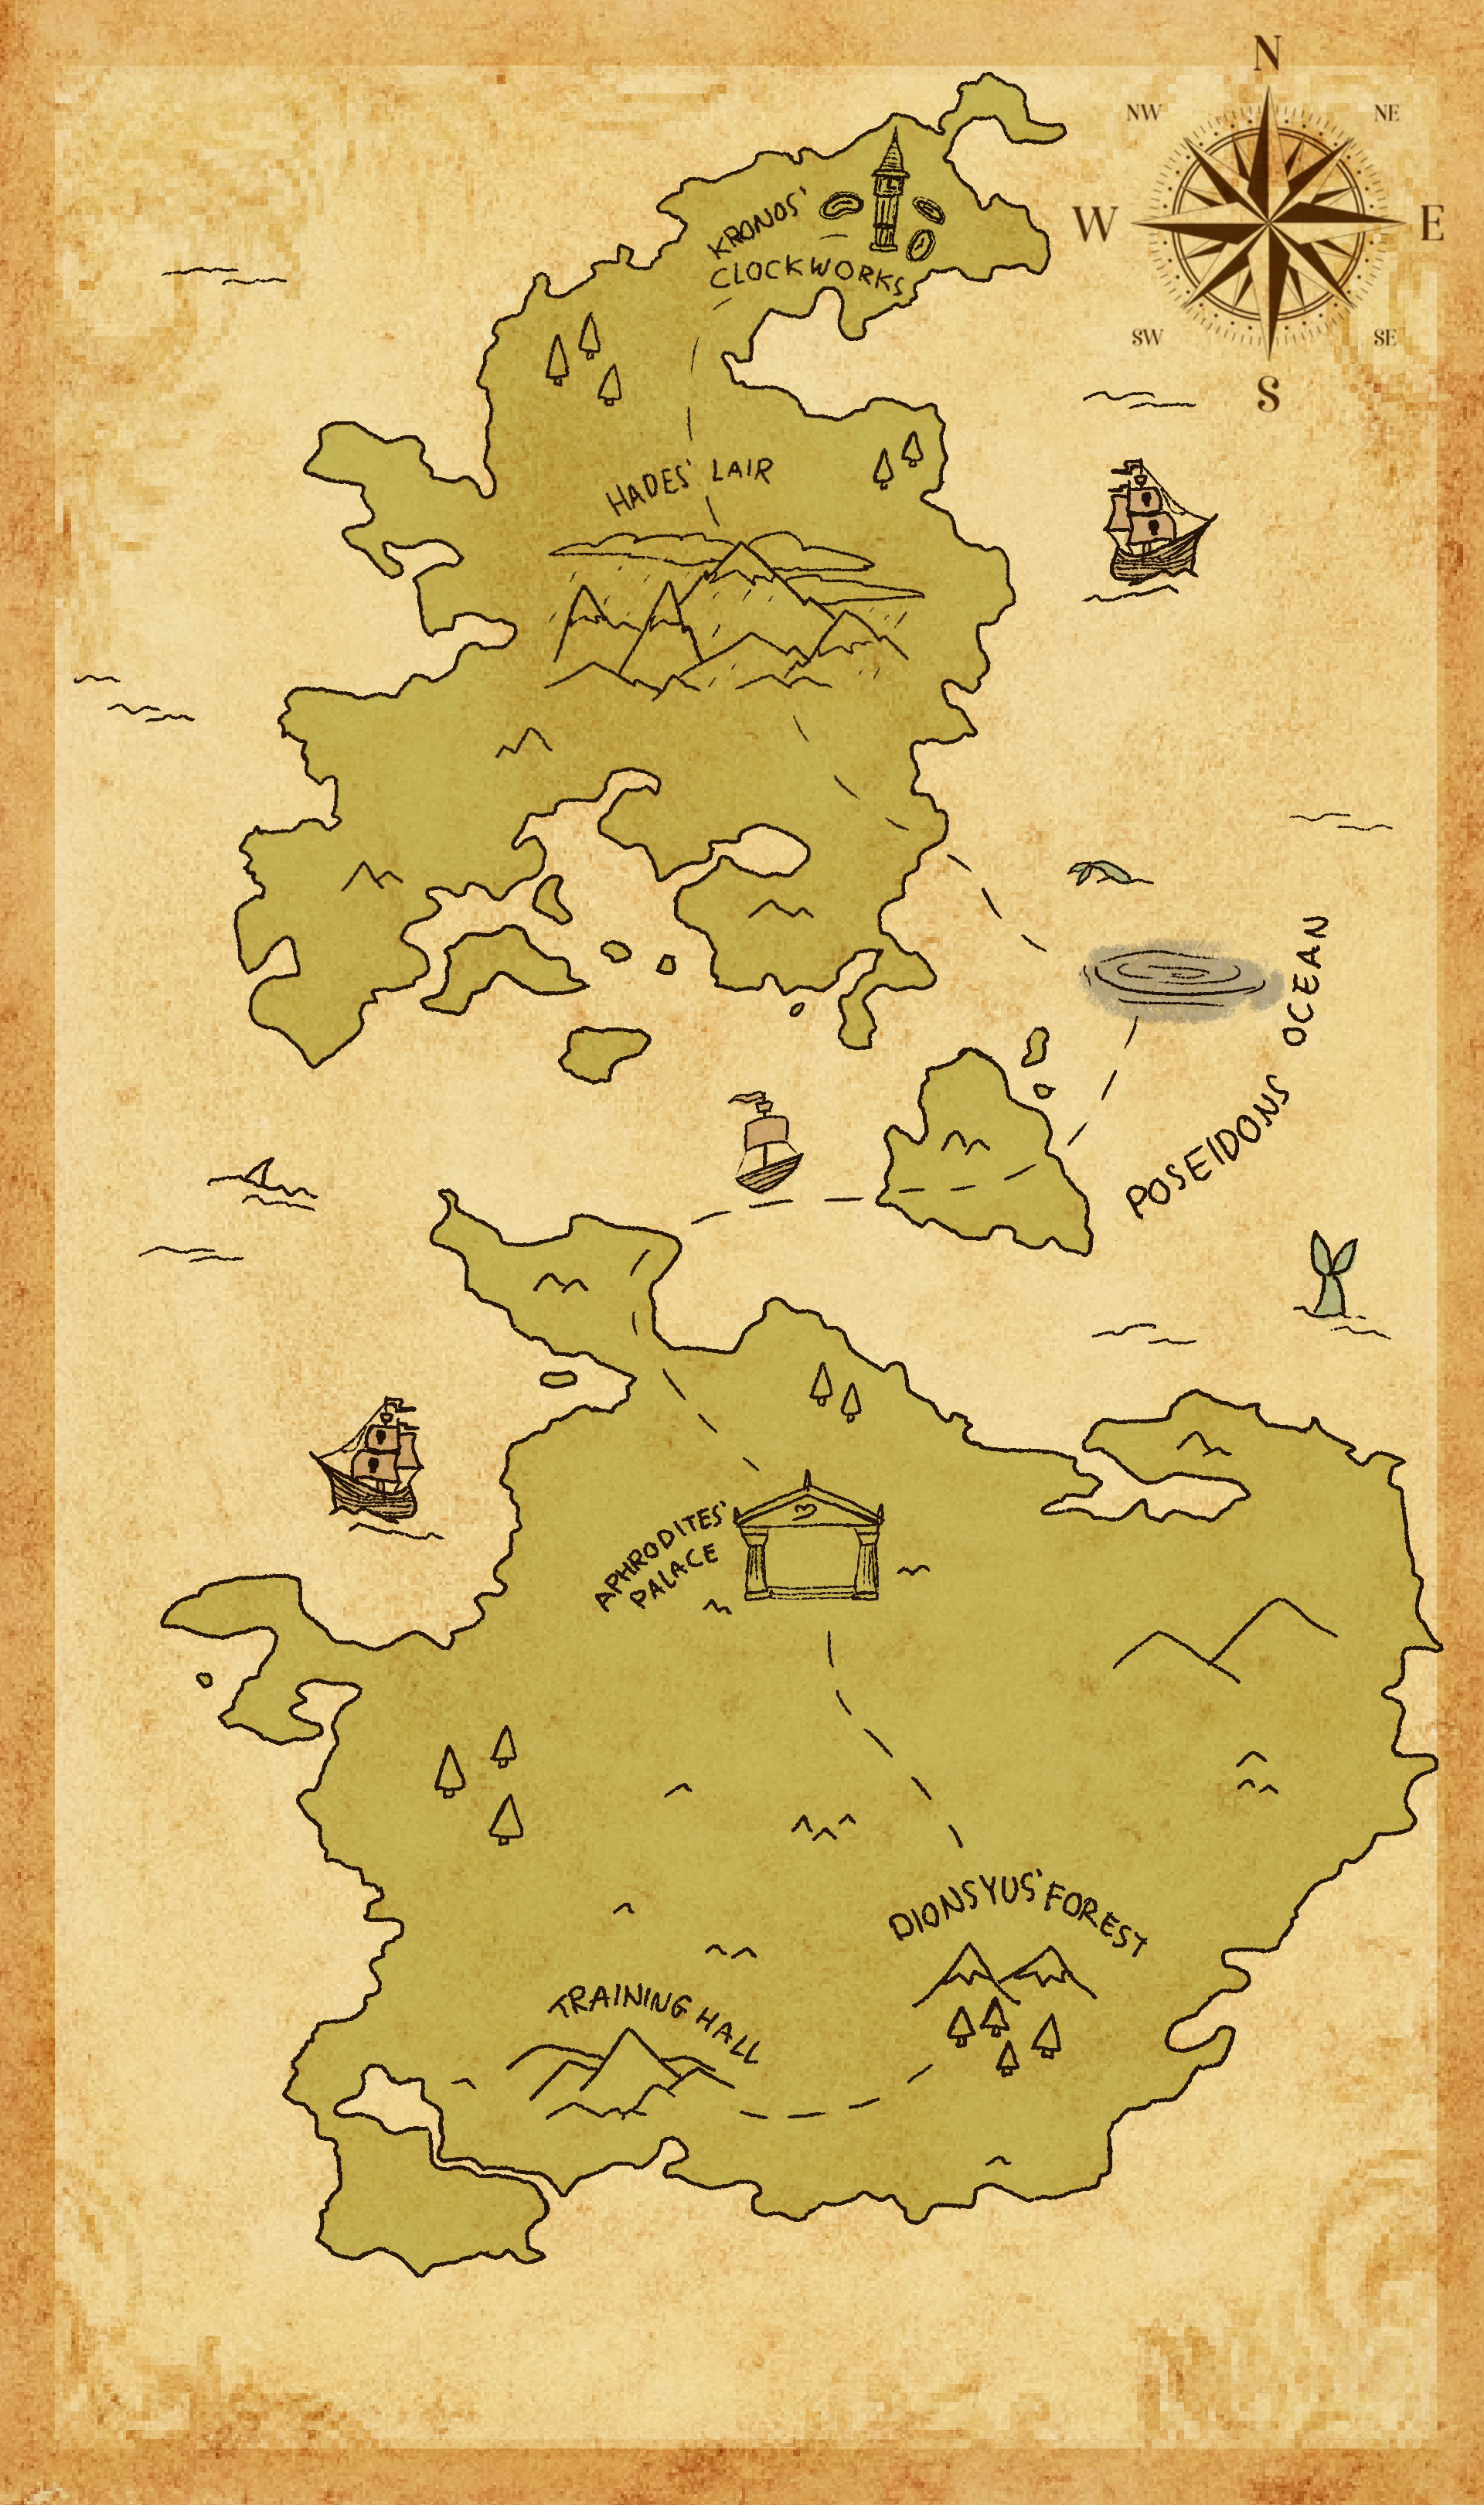 N
NW
NE
W
E
SW
SE
S
KRONOS'
CLOCKWORKS
HADES' LAIR
POSEIDONS OCEAN
APHRODITES'
PALACE
DIONSYUS' FOREST
TRAINING HALL